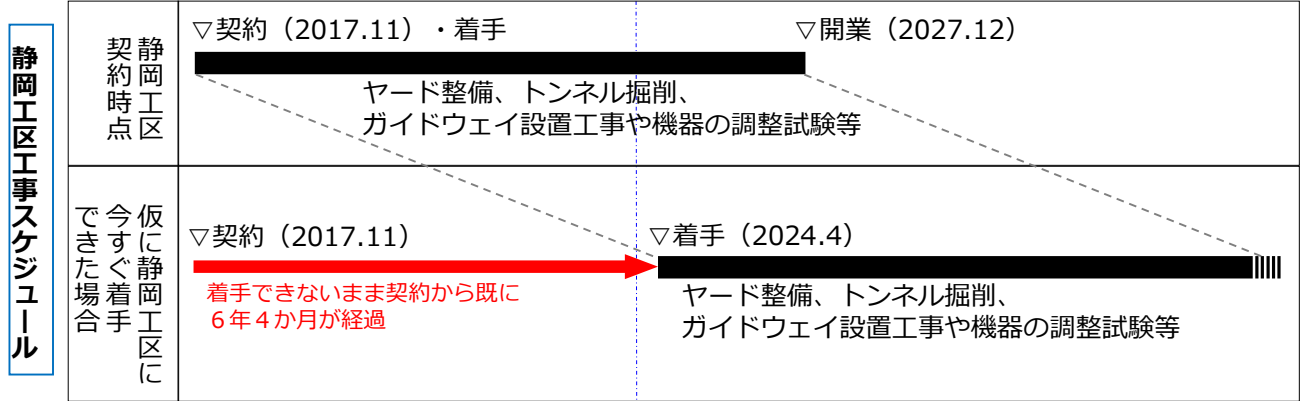 静岡工区工事スケジュール
静岡工区
契約時点
▽契約（2017.11）・着手
▽開業（2027.12）
ヤード整備、トンネル掘削、
ガイドウェイ設置工事や機器の調整試験等
仮に静岡工区に
今すぐ着手
できた場合
▽契約（2017.11）
▽着手（2024.4）
着手できないまま契約から既に
６年４か月が経過
ヤード整備、トンネル掘削、
ガイドウェイ設置工事や機器の調整試験等